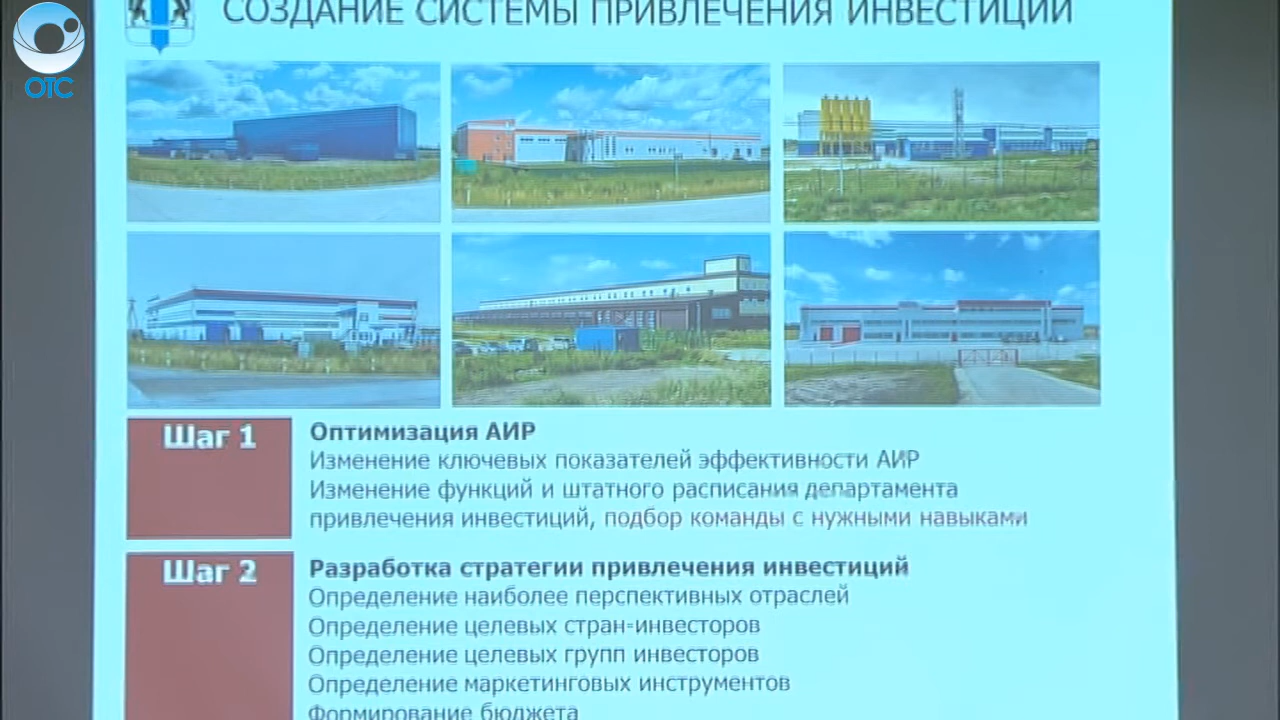 ОТС
СОЗДАНИЕ СИСТЕМЫ ПРИВЛЕЧЕНИЯ ИНВЕСТИЦИЙ
Шаг 1
Оптимизация АИР
Изменение ключевых показателей эффективности АИР
Изменение функций и штатного расписания департамента
привлечения инвестиций, подбор команды с нужными навыками
Шаг 2
Разработка стратегии привлечения инвестиций
Определение наиболее перспективных отраслей
Определение целевых стран-инвесторов
Определение целевых групп инвесторов
Определение маркетинговых инструментов
Формирование бюджета